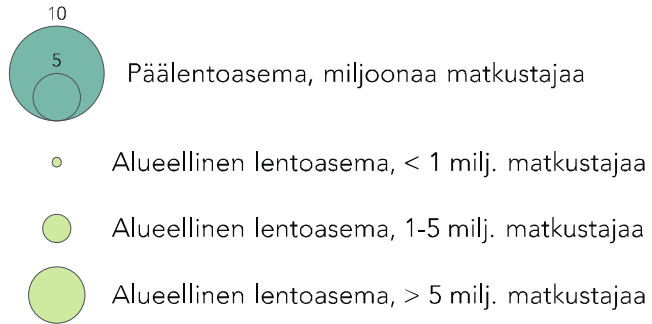 10
5
Päälentoasema, miljoonaa matkustajaa
Alueellinen lentoasema, < 1 milj. matkustajaa
Alueellinen lentoasema, 1-5 milj. matkustajaa
Alueellinen lentoasema, > 5 milj. matkustajaa